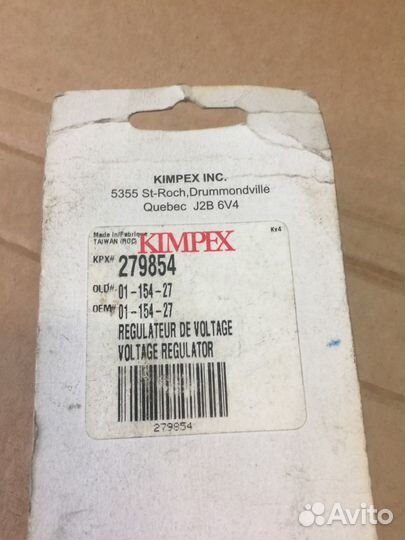 KIMPEX INC.
5355 St-Roch,Drummondville
Quebec J2B 6V4
Made in/Fabriqué
TAIWAN (ROC)
KIMPEX
Kv4
KPX# 279854
OLD# 01-154-27
OEM# 01-154-27
REGULATEUR DE VOLTAGE
VOLTAGE REGULATOR
279854
Avito